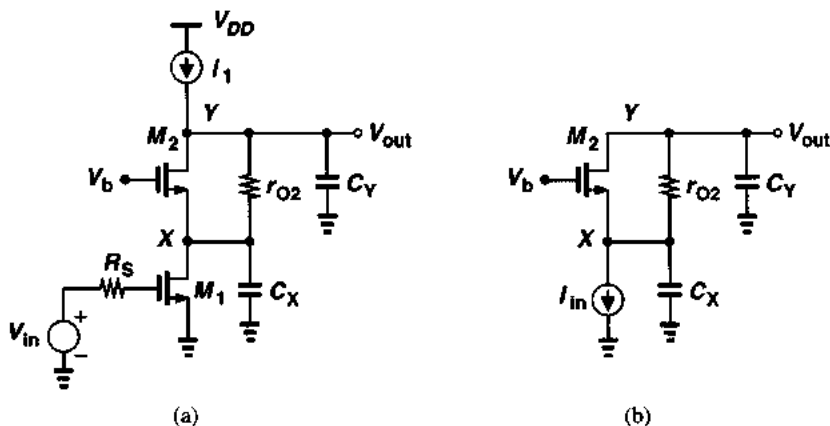 V_DD
I_1
Y
M_2
V_out
V_b
r_O2
C_Y
X
R_S
M_1
C_X
V_in
+
−
(a)
Y
M_2
V_out
V_b
r_O2
C_Y
X
I_in
C_X
(b)